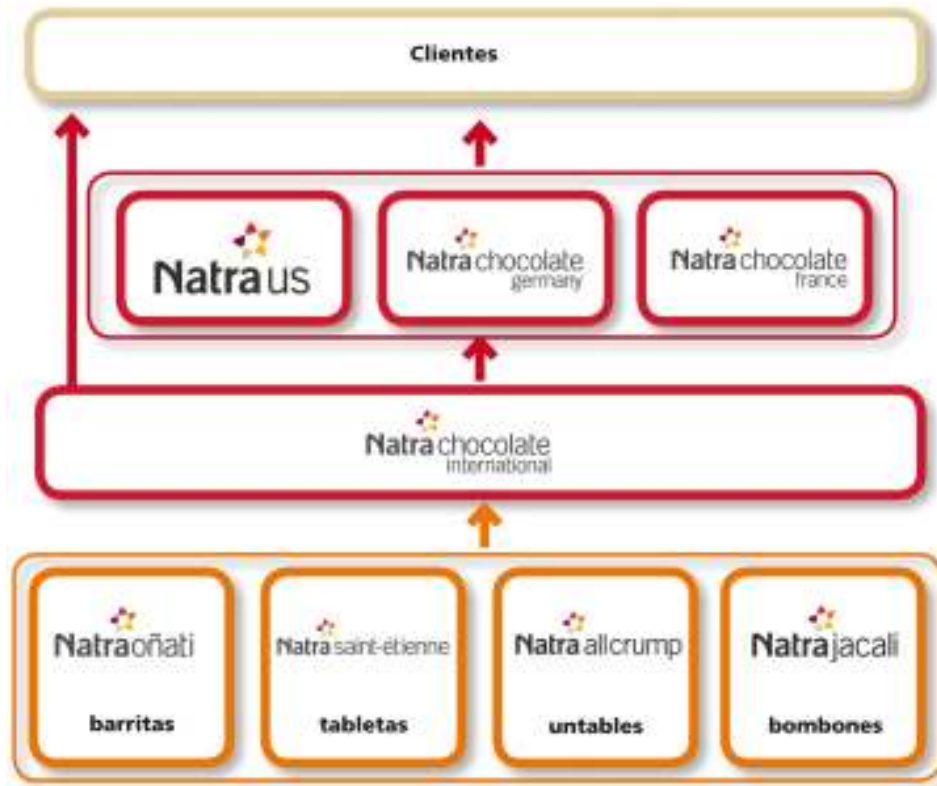 Clientes
Natra us
Natra chocolate
germany
Natra chocolate
france
Natra chocolate
international
Natra oñati
barritas
Natra saint-étienne
tabletas
Natra allcrump
untables
Natra jacali
bombones